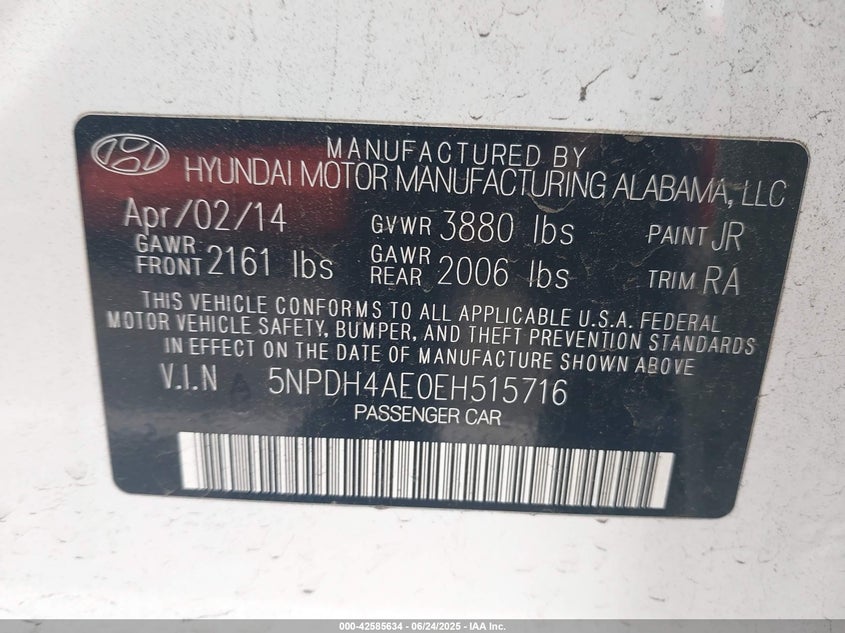 MANUFACTURED BY
HYUNDAI MOTOR MANUFACTURING ALABAMA, LLC
Apr/02/14 GVWR 3880 lbs PAINT JR
GAWR FRONT 2161 lbs GAWR REAR 2006 lbs TRIM RA
THIS VEHICLE CONFORMS TO ALL APPLICABLE U.S.A. FEDERAL
MOTOR VEHICLE SAFETY, BUMPER, AND THEFT PREVENTION STANDARDS
IN EFFECT ON THE DATE OF MANUFACTURE SHOWN ABOVE
V.I.N 5NPDH4AE0EH515716
PASSENGER CAR
000-42585634 - 06/24/2025 - IAA Inc.